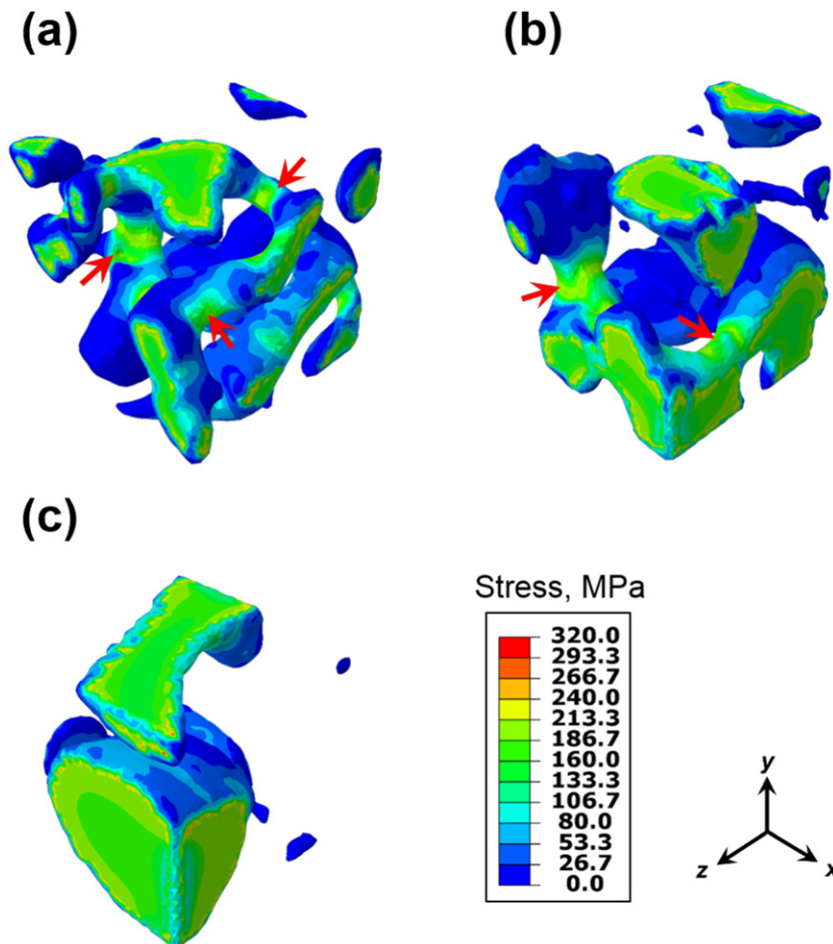 (a)
(b)
(c)
Stress, MPa
320.0
293.3
266.7
240.0
213.3
186.7
160.0
133.3
106.7
80.0
53.3
26.7
0.0
y
z
x